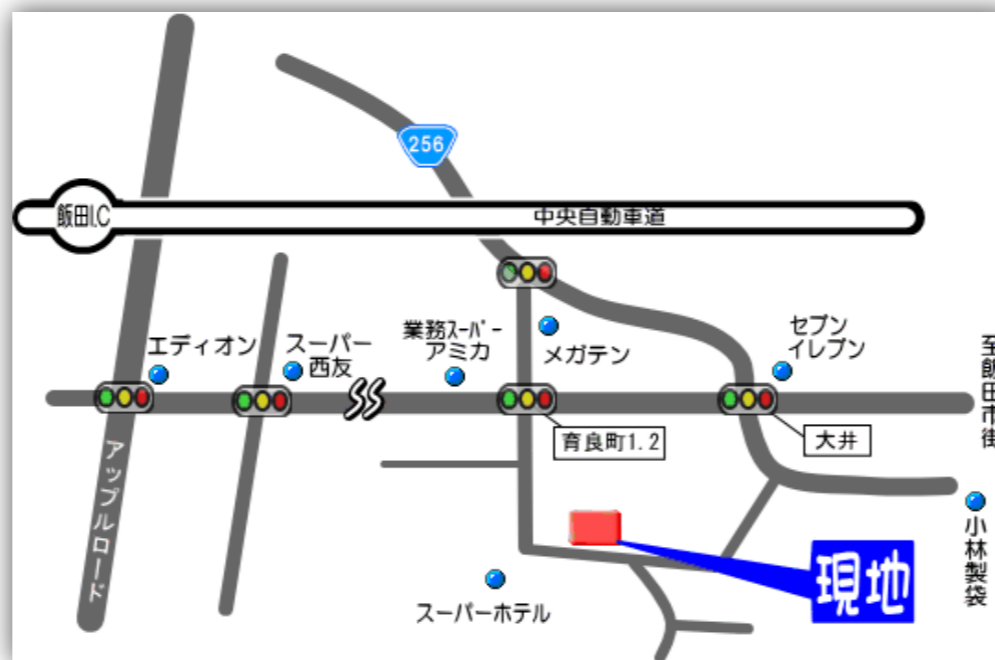 256
飯田I.C
中央自動車道
エディオン
スーパー
西友
業務スーパー
アミカ
メガテン
セブン
イレブン
至飯田市街
育良町1.2
大井
アップルロード
スーパーホテル
現地
小林製袋